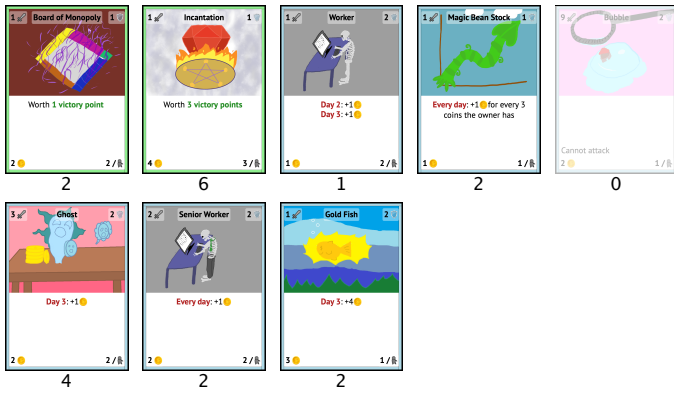 1 Board of Monopoly 1
Worth 1 victory point
2 2 /
2
1 Incantation 1
Worth 3 victory points
4 3 /
6
1 Worker 2
Day 2: +1
Day 3: +1
1 2 /
1
1 Magic Bean Stock 1
Every day: +1 for every 3
coins the owner has
1 1 /
2
9 Bubble 2
Cannot attack
2 1 /
0
3 Ghost 2
Day 3: +1
2 2 /
4
2 Senior Worker 2
Every day: +1
2 2 /
2
1 Gold Fish 2
Day 3: +4
3 1 /
2